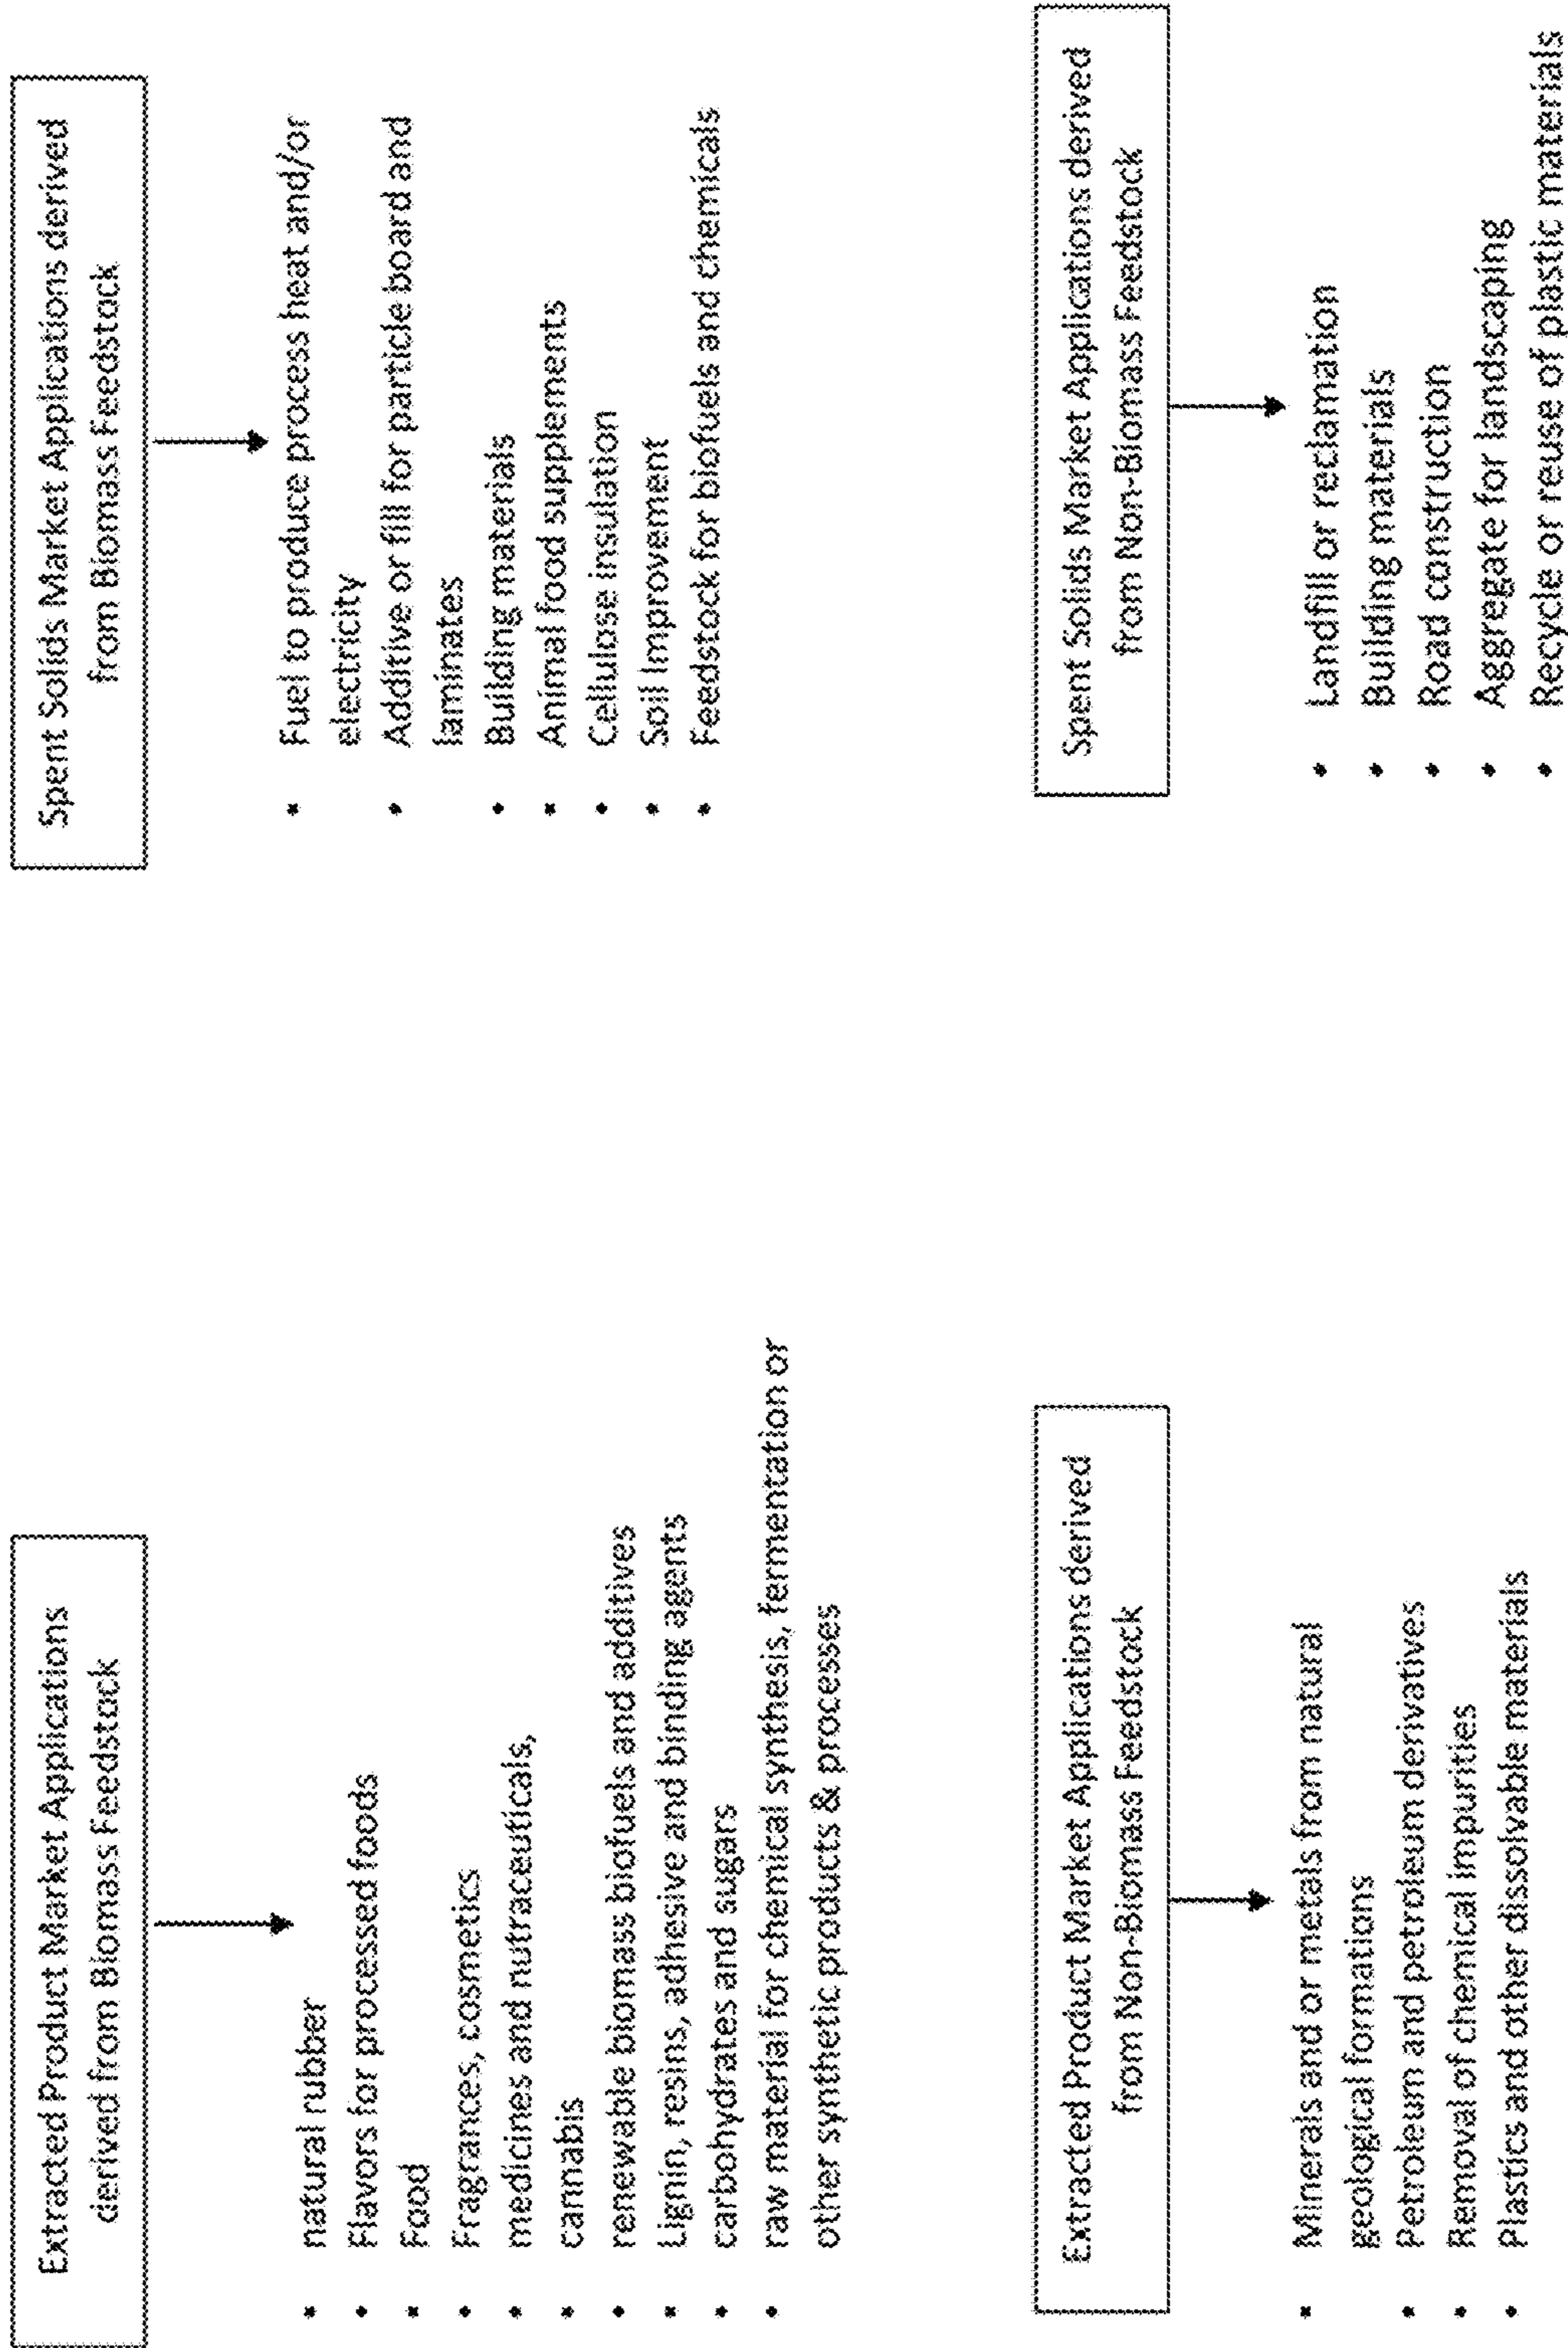 Extracted Product Market Applications
derived from Biomass Feedstock
• natural rubber
• Flavors for processed foods
• Food
• Fragrances, cosmetics
• medicines and nutraceuticals,
• cannabis
• renewable biomass biofuels and additives
• Lignin, resins, adhesive and binding agents
• carbohydrates and sugars
• raw material for chemical synthesis, fermentation or
other synthetic products & processes
Spent Solids Market Applications derived
from Biomass Feedstock
• Fuel to produce process heat and/or
electricity
• Additive or fill for particle board and
laminates
• Building materials
• Animal food supplements
• Cellulose insulation
• Soil Improvement
• Feedstock for biofuels and chemicals
Extracted Product Market Applications derived
from Non-Biomass Feedstock
• Minerals and or metals from natural
geological formations
• Petroleum and petroleum derivatives
• Removal of chemical impurities
• Plastics and other dissolvable materials
Spent Solids Market Applications derived
from Non-Biomass Feedstock
• Landfill or reclamation
• Building materials
• Road construction
• Aggregate for landscaping
• Recycle or reuse of plastic materials